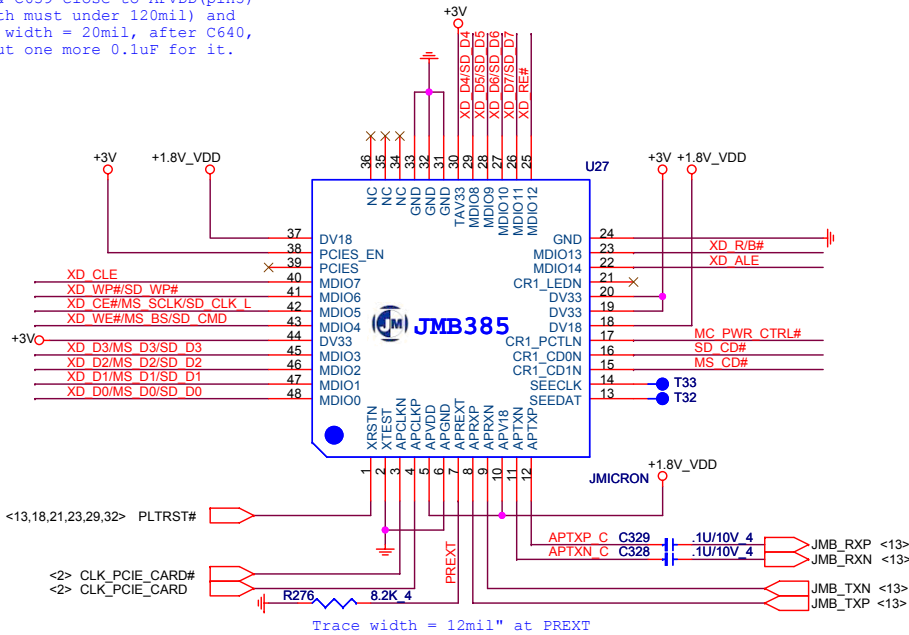 C639 close to APVDD(pin5)
th must under 120mil) and
width = 20mil, after C640,
ut one more 0.1uF for it.
+3V
XD_D4/SD_D4
XD_D5/SD_D5
XD_D6/SD_D6
XD_D7/SD_D7
XD_RE#
36 35 34 33 32 31 30 29 28 27 26 25
U27
NC NC NC GND GND GND TAV33 MDIO8 MDIO9 MDIO10 MDIO11 MDIO12
+3V +1.8V_VDD
+3V +1.8V_VDD
37 DV18
38 PCIES_EN
39 PCIES
XD_CLE 40 MDIO7
XD_WP#/SD_WP# 41 MDIO6
XD_CE#/MS_SCLK/SD_CLK_L 42 MDIO5
XD_WE#/MS_BS/SD_CMD 43 MDIO4
+3V 44 DV33
XD_D3/MS_D3/SD_D3 45 MDIO3
XD_D2/MS_D2/SD_D2 46 MDIO2
XD_D1/MS_D1/SD_D1 47 MDIO1
XD_D0/MS_D0/SD_D0 48 MDIO0
JM JMB385
GND 24
MDIO13 23 XD_R/B#
MDIO14 22 XD_ALE
CR1_LEDN 21
DV33 20
DV33 19
DV18 18
CR1_PCTLN 17 MC_PWR_CTRL#
CR1_CD0N 16 SD_CD#
CR1_CD1N 15 MS_CD#
SEECLK 14 T33
SEEDAT 13 T32
XRSTN XTEST APCLKN APCLKP APVDD APGND APREXT APRXP APRXN APV18 APTXN APTXP
1 2 3 4 5 6 7 8 9 10 11 12
JMICRON
+1.8V_VDD
<13,18,21,23,29,32> PLTRST#
APTXP_C C329 .1U/10V_4 JMB_RXP <13>
APTXN_C C328 .1U/10V_4 JMB_RXN <13>
<2> CLK_PCIE_CARD#
<2> CLK_PCIE_CARD
PREXT
JMB_TXN <13>
JMB_TXP <13>
R276 8.2K_4
Trace width = 12mil" at PREXT